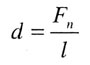 d = Fₙ / l